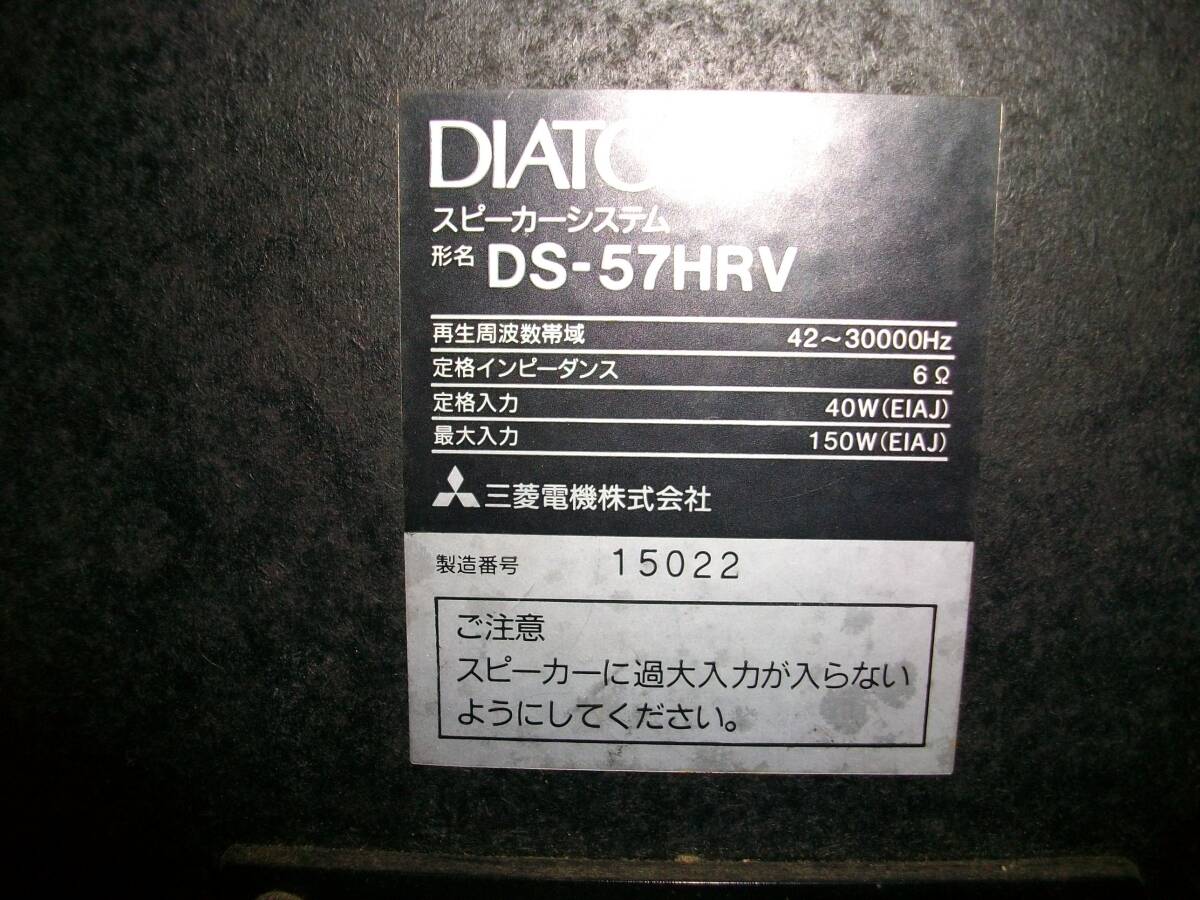 DIATO
スピーカーシステム
形名 DS-57HRV
再生周波数帯域 42～30000Hz
定格インピーダンス 6Ω
定格入力 40W(EIAJ)
最大入力 150W(EIAJ)
三菱電機株式会社
製造番号 15022
ご注意
スピーカーに過大入力が入らない
ようにしてください。